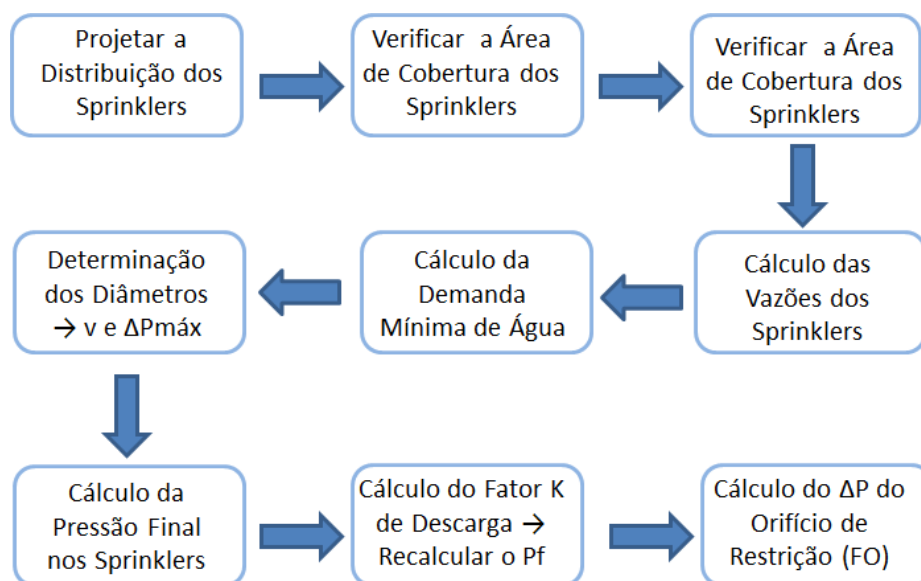 Projetar a
Distribuição dos
Sprinklers
Verificar a Área
de Cobertura dos
Sprinklers
Verificar a Área
de Cobertura dos
Sprinklers
Cálculo das
Vazões dos
Sprinklers
Cálculo da
Demanda
Mínima de Água
Determinação
dos Diâmetros
→ v e ΔPmáx
Cálculo da
Pressão Final
nos Sprinklers
Cálculo do Fator K
de Descarga →
Recalcular o Pf
Cálculo do ΔP do
Orifício de
Restrição (FO)